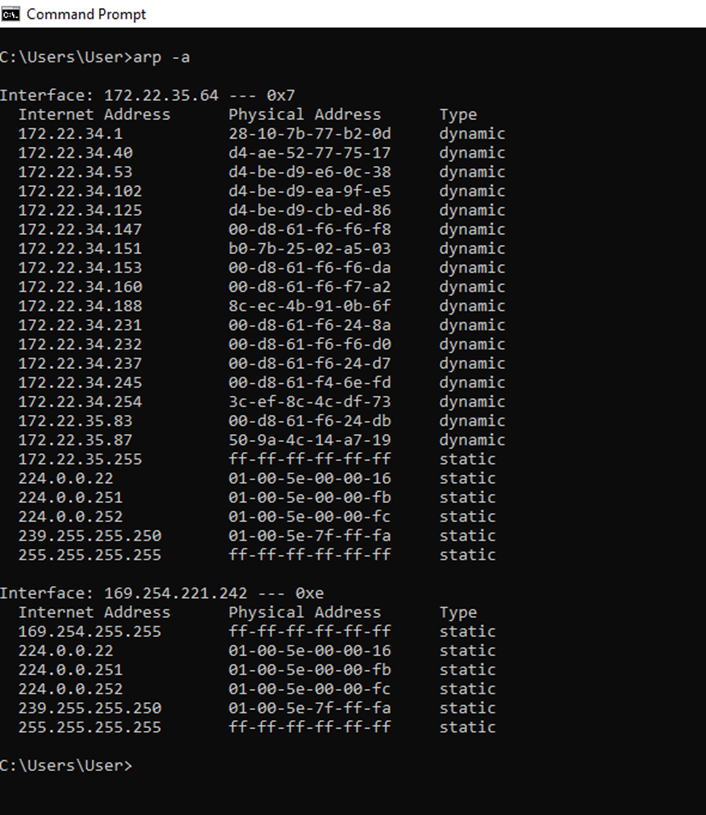 Command Prompt
C:\Users\User>arp -a
Interface: 172.22.35.64 --- 0x7
Internet Address Physical Address Type
172.22.34.1 28-10-7b-77-b2-0d dynamic
172.22.34.40 d4-ae-52-77-75-17 dynamic
172.22.34.53 d4-be-d9-e6-0c-38 dynamic
172.22.34.102 d4-be-d9-ea-9f-e5 dynamic
172.22.34.125 d4-be-d9-cb-ed-86 dynamic
172.22.34.147 00-d8-61-f6-f6-f8 dynamic
172.22.34.151 b0-7b-25-02-a5-03 dynamic
172.22.34.153 00-d8-61-f6-f6-da dynamic
172.22.34.160 00-d8-61-f6-f7-a2 dynamic
172.22.34.188 8c-ec-4b-91-0b-6f dynamic
172.22.34.231 00-d8-61-f6-24-8a dynamic
172.22.34.232 00-d8-61-f6-f6-d0 dynamic
172.22.34.237 00-d8-61-f6-24-d7 dynamic
172.22.34.245 00-d8-61-f4-6e-fd dynamic
172.22.34.254 3c-ef-8c-4c-df-73 dynamic
172.22.35.83 00-d8-61-f6-24-db dynamic
172.22.35.87 50-9a-4c-14-a7-19 dynamic
172.22.35.255 ff-ff-ff-ff-ff-ff static
224.0.0.22 01-00-5e-00-00-16 static
224.0.0.251 01-00-5e-00-00-fb static
224.0.0.252 01-00-5e-00-00-fc static
239.255.255.250 01-00-5e-7f-ff-fa static
255.255.255.255 ff-ff-ff-ff-ff-ff static
Interface: 169.254.221.242 --- 0xe
Internet Address Physical Address Type
169.254.255.255 ff-ff-ff-ff-ff-ff static
224.0.0.22 01-00-5e-00-00-16 static
224.0.0.251 01-00-5e-00-00-fb static
224.0.0.252 01-00-5e-00-00-fc static
239.255.255.250 01-00-5e-7f-ff-fa static
255.255.255.255 ff-ff-ff-ff-ff-ff static
C:\Users\User>